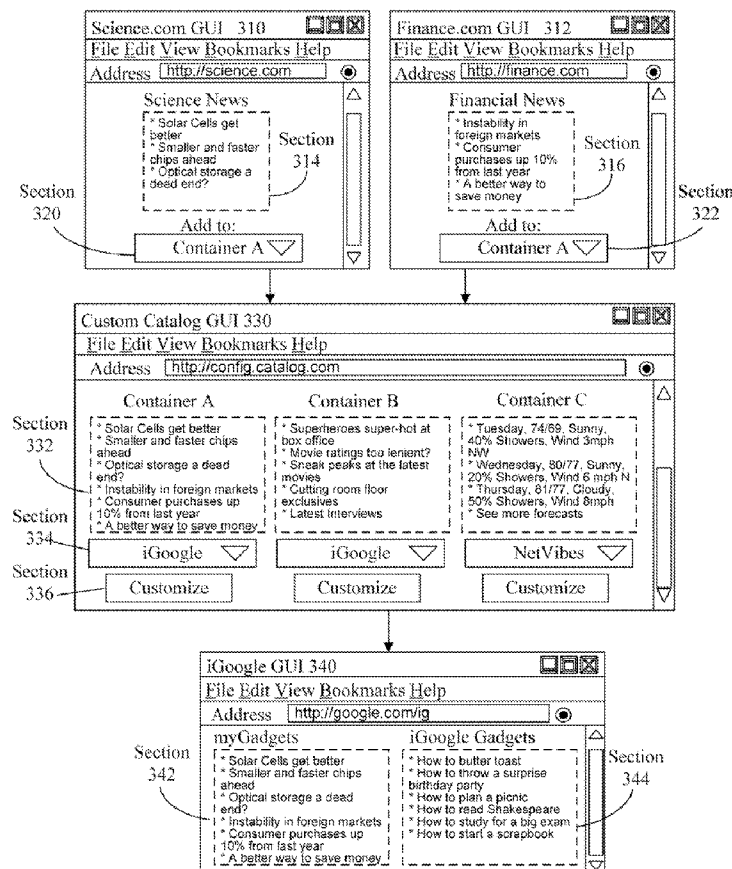 Science.com GUI 310
File Edit View Bookmarks Help
Address http://science.com
Science News
* Solar Cells get
better
* Smaller and faster
chips ahead
* Optical storage a
dead end?
Section
314
Section
320
Add to:
Container A
Finance.com GUI 312
File Edit View Bookmarks Help
Address http://finance.com
Financial News
* Instability in
foreign markets
* Consumer
purchases up 10%
from last year
* A better way to
save money
Section
316
Section
322
Add to:
Container A
Custom Catalog GUI 330
File Edit View Bookmarks Help
Address http://config.catalog.com
Container A
* Solar Cells get better
* Smaller and faster chips
ahead
* Optical storage a dead
end?
* Instability in foreign markets
* Consumer purchases up
10% from last year
* A better way to save money
Section
332
iGoogle
Section
334
Customize
Section
336
Container B
* Superheroes super-hot at
box office
* Movie ratings too lenient?
* Sneak peaks at the latest
movies
* Cutting room floor
exclusives
* Latest Interviews
iGoogle
Customize
Container C
* Tuesday, 74/69, Sunny,
40% Showers, Wind 3mph
NW
* Wednesday, 80/77, Sunny,
20% Showers, Wind 6 mph N
* Thursday, 81/77, Cloudy,
50% Showers, Wind 8mph
* See more forecasts
NetVibes
Customize
iGoogle GUI 340
File Edit View Bookmarks Help
Address http://google.com/ig
myGadgets
* Solar Cells get better
* Smaller and faster chips
ahead
* Optical storage a dead
end?
* Instability in foreign markets
* Consumer purchases up
10% from last year
* A better way to save money
Section
342
iGoogle Gadgets
* How to butter toast
* How to throw a surprise
birthday party
* How to plan a picnic
* How to read Shakespeare
* How to study for a big exam
* How to start a scrapbook
Section
344